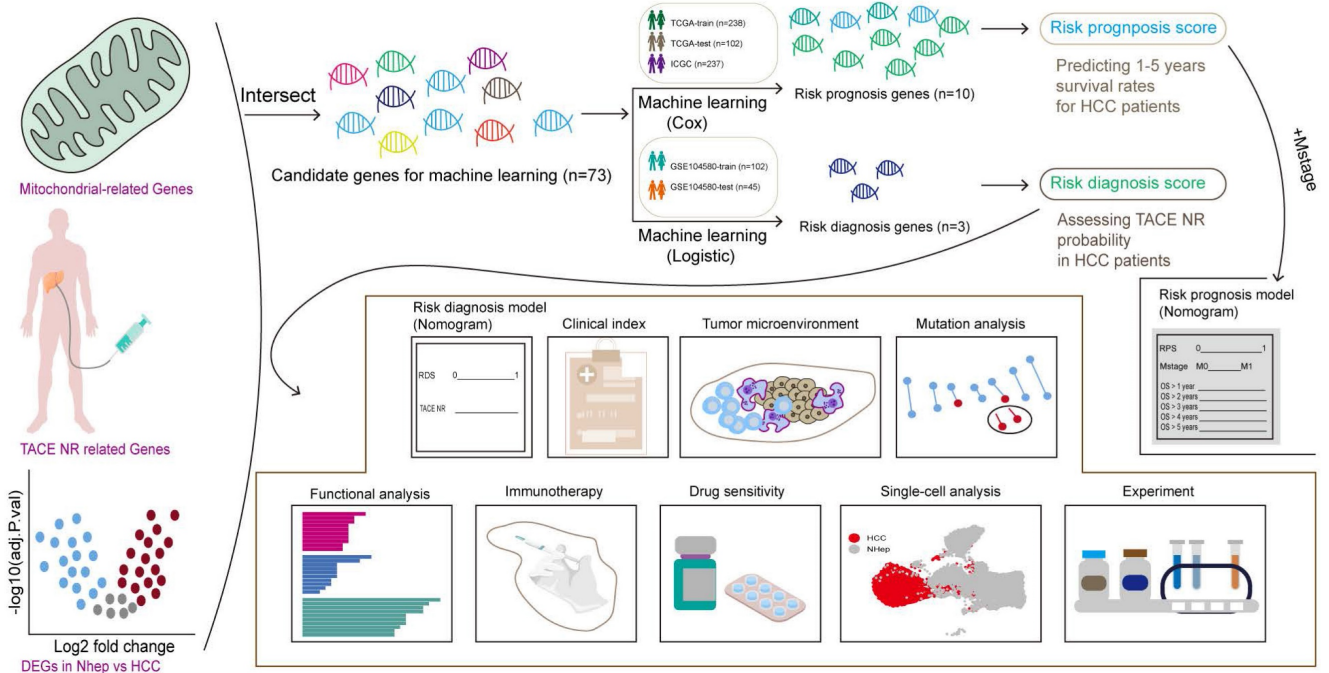 Mitochondrial-related Genes
TACE NR related Genes
-log10(adj.P.val)
Log2 fold change
DEGs in Nhep vs HCC
Intersect
Candidate genes for machine learning (n=73)
TCGA-train (n=238)
TCGA-test (n=102)
ICGC (n=237)
Machine learning
(Cox)
GSE104580-train (n=102)
GSE104580-test (n=45)
Machine learning
(Logistic)
Risk prognosis genes (n=10)
Risk diagnosis genes (n=3)
Risk prognposis score
Predicting 1-5 years
survival rates
for HCC patients
+Mstage
Risk diagnosis score
Assessing TACE NR
probability
in HCC patients
Risk prognosis model
(Nomogram)
RPS 0 1
Mstage M0 M1
OS > 1 year
OS > 2 years
OS > 3 years
OS > 4 years
OS > 5 years
Risk diagnosis model
(Nomogram)
RDS 0 1
TACE NR
Clinical index
Tumor microenvironment
Mutation analysis
Functional analysis
Immunotherapy
Drug sensitivity
Single-cell analysis
HCC
NHep
Experiment